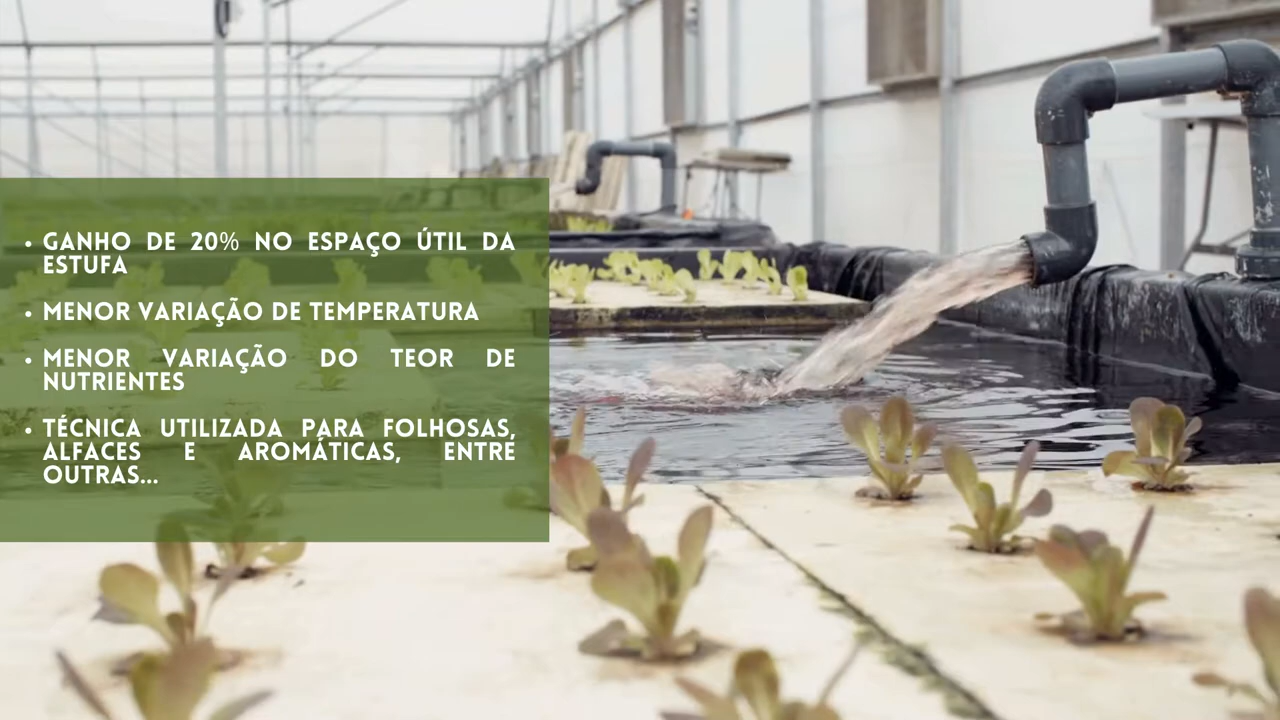 • GANHO DE 20% NO ESPAÇO ÚTIL DA
ESTUFA
• MENOR VARIAÇÃO DE TEMPERATURA
• MENOR VARIAÇÃO DO TEOR DE
NUTRIENTES
• TÉCNICA UTILIZADA PARA FOLHOSAS,
ALFACES E AROMÁTICAS, ENTRE
OUTRAS...